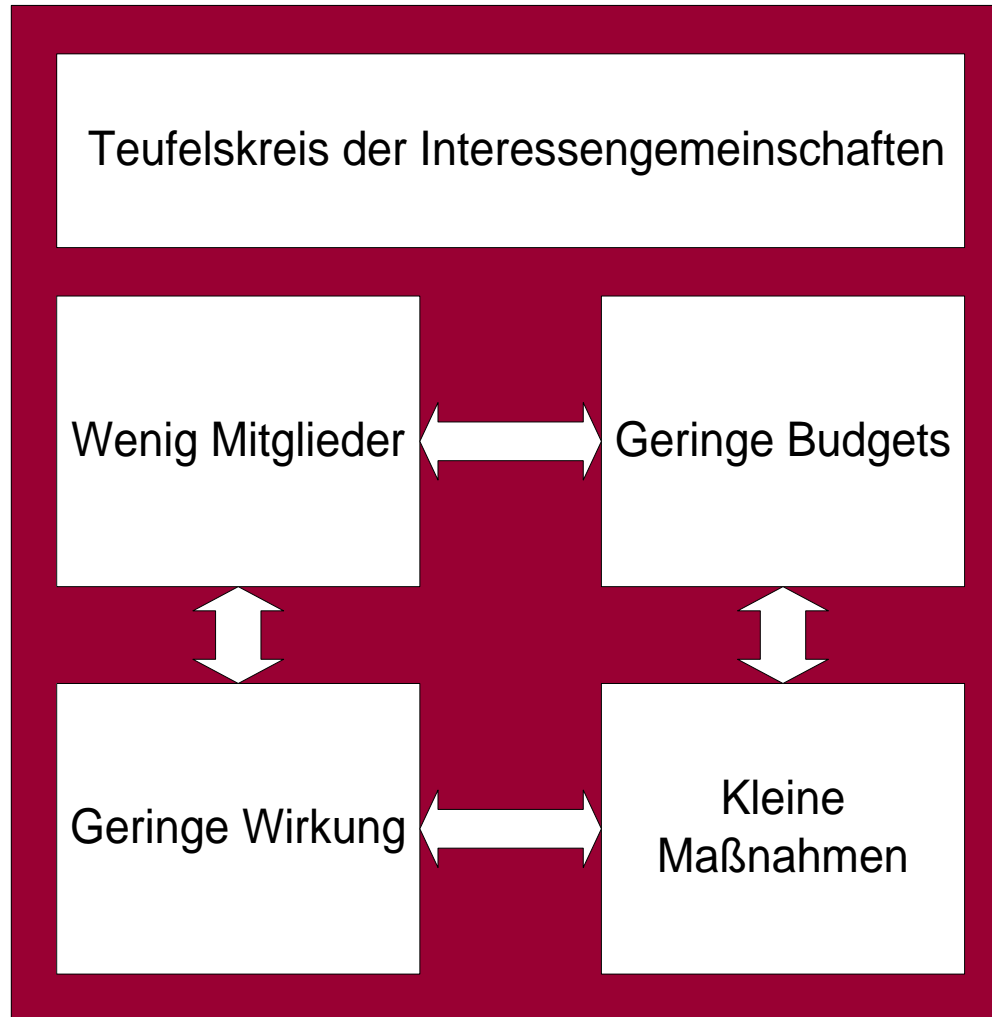 Teufelskreis der Interessengemeinschaften
Wenig Mitglieder
Geringe Budgets
Geringe Wirkung
Kleine
Maßnahmen